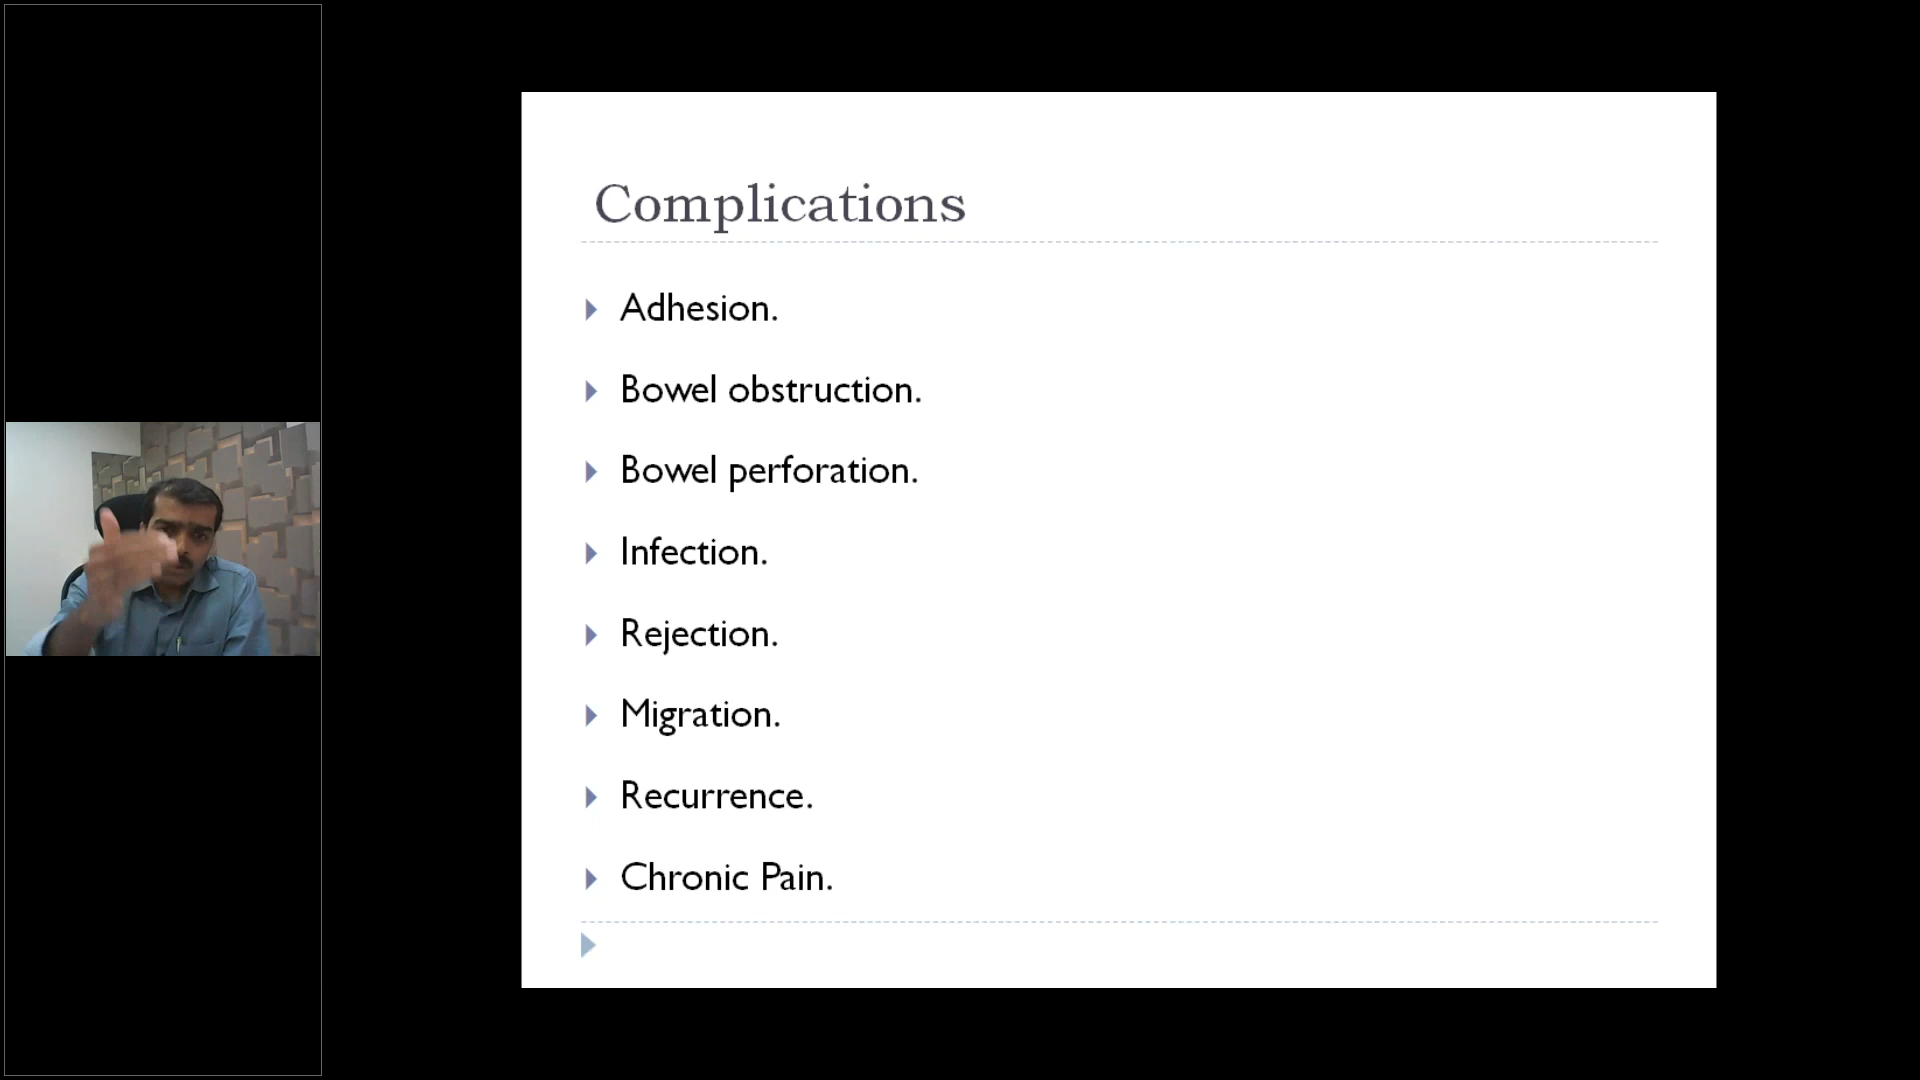 Complications
Adhesion.
Bowel obstruction.
Bowel perforation.
Infection.
Rejection.
Migration.
Recurrence.
Chronic Pain.